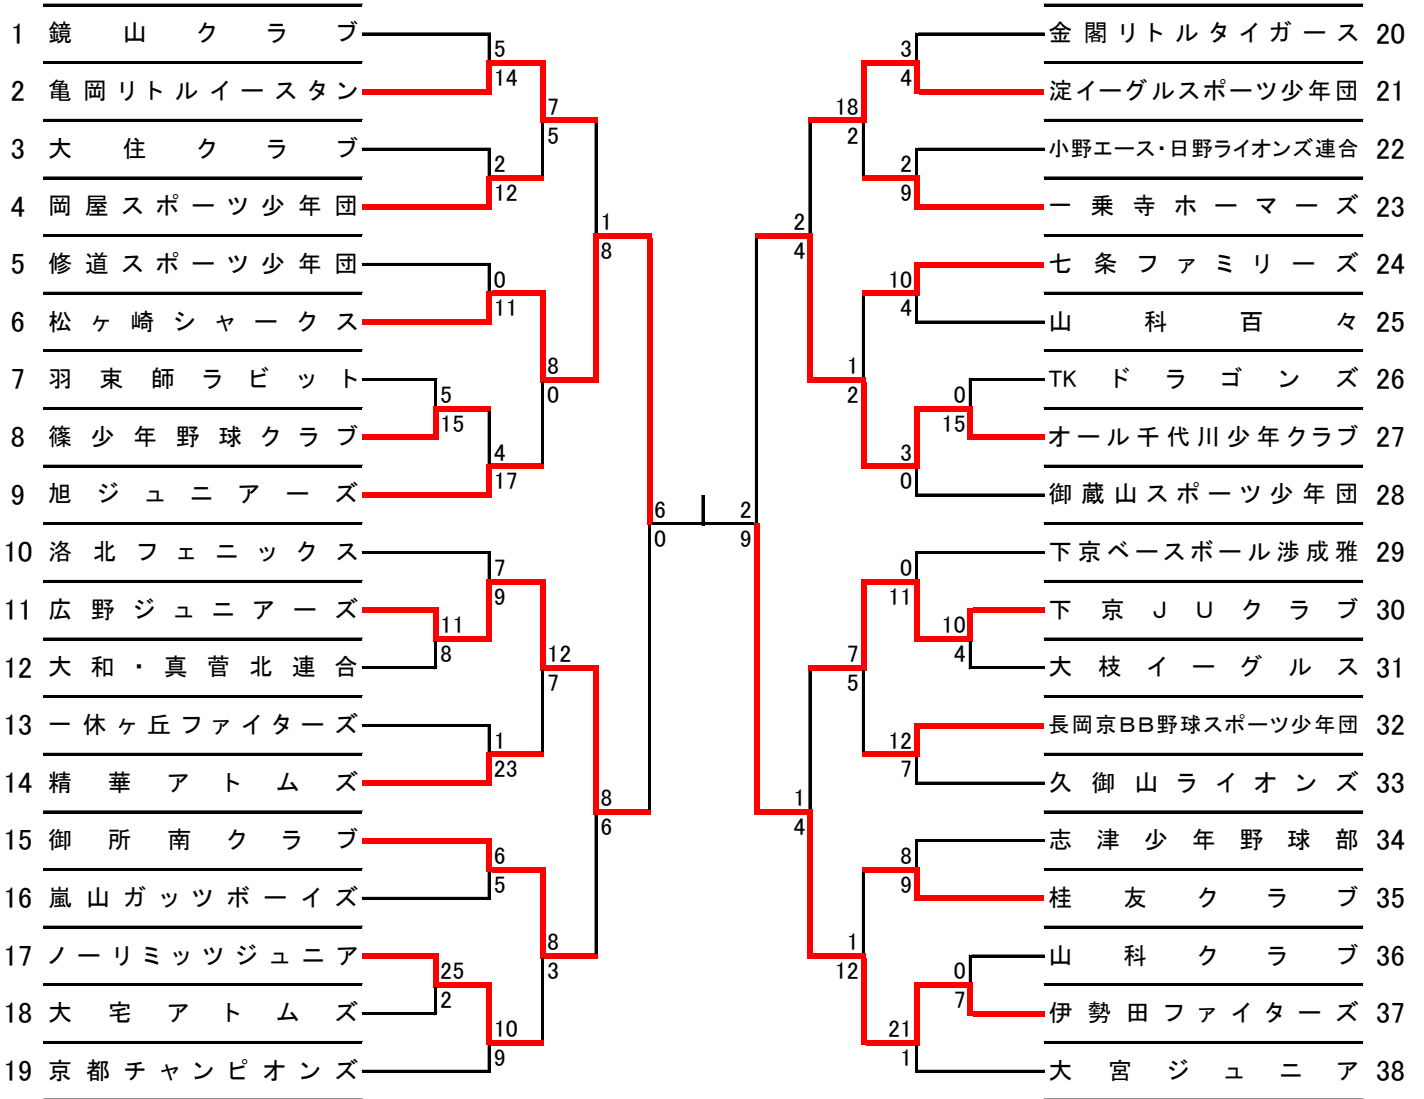 1 鏡山クラブ
2 亀岡リトルイースタン
3 大住クラブ
4 岡屋スポーツ少年団
5 修道スポーツ少年団
6 松ヶ崎シャークス
7 羽束師ラビット
8 篠少年野球クラブ
9 旭ジュニアーズ
10 洛北フェニックス
11 広野ジュニアーズ
12 大和・真菅北連合
13 一休ヶ丘ファイターズ
14 精華アトムズ
15 御所南クラブ
16 嵐山ガッツボーイズ
17 ノーリミッツジュニア
18 大宅アトムズ
19 京都チャンピオンズ
5
14
2
12
0
11
5
15
4
17
7
9
11
8
1
23
6
5
25
2
10
9
7
5
8
0
12
7
8
3
1
8
8
6
6
0
2
9
2
4
1
4
18
2
1
2
7
5
1
12
3
4
2
9
10
4
0
15
3
0
0
11
10
4
12
7
8
9
0
7
21
1
金閣リトルタイガース 20
淀イーグルスポーツ少年団 21
小野エース・日野ライオンズ連合 22
一乗寺ホーマーズ 23
七条ファミリーズ 24
山科百々 25
TKドラゴンズ 26
オール千代川少年クラブ 27
御蔵山スポーツ少年団 28
下京ベースボール渉成雅 29
下京JUクラブ 30
大枝イーグルス 31
長岡京BB野球スポーツ少年団 32
久御山ライオンズ 33
志津少年野球部 34
桂友クラブ 35
山科クラブ 36
伊勢田ファイターズ 37
大宮ジュニア 38